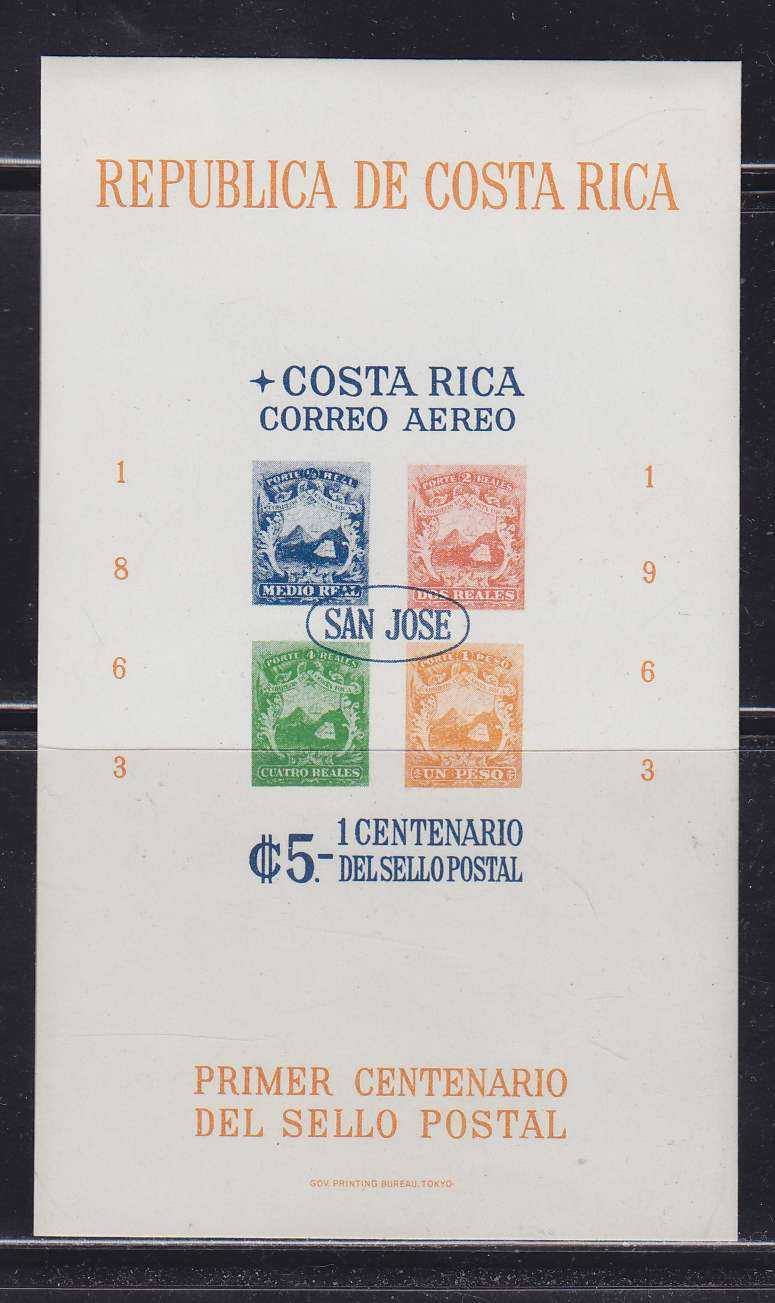 REPUBLICA DE COSTA RICA
COSTA RICA
CORREO AEREO
1
8
6
3
1
9
6
3
PORTE ½ REAL
MEDIO REAL
PORTE 2 REALES
DOS REALES
SAN JOSE
PORTE 4 REALES
CUATRO REALES
PORTE 1 PESO
UN PESO
₡5.-
1 CENTENARIO
DEL SELLO POSTAL
PRIMER CENTENARIO
DEL SELLO POSTAL
GOV. PRINTING BUREAU, TOKYO.